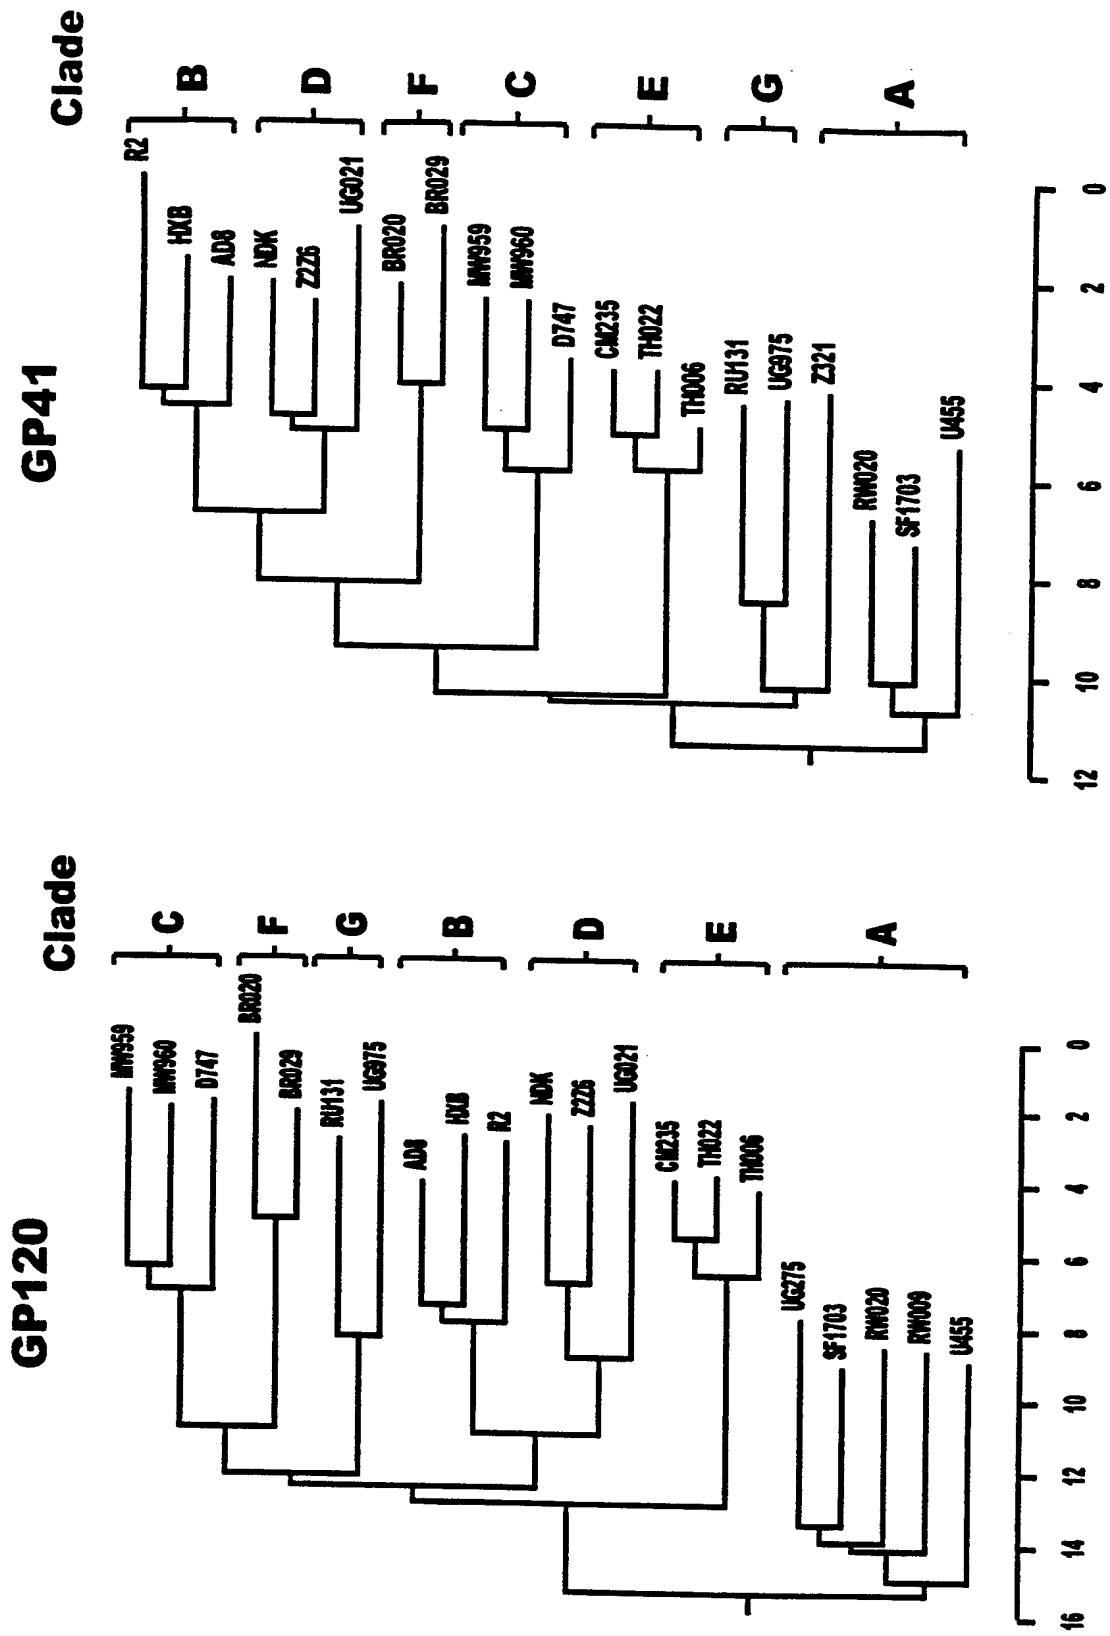 GP120
Clade
MW959
MW960
D747
C
BR020
BR029
F
RU131
UG975
G
AD8
HXB
R2
B
NDK
Z2Z6
UG021
D
CM235
TH022
TH006
E
UG275
SF1703
RW020
RW009
U455
A
16 14 12 10 8 6 4 2 0
GP41
Clade
R2
HXB
AD8
B
NDK
Z2Z6
UG021
D
BR020
BR029
F
MW959
MW960
D747
C
CM235
TH022
TH006
E
RU131
UG975
Z321
G
RW020
SF1703
U455
A
12 10 8 6 4 2 0